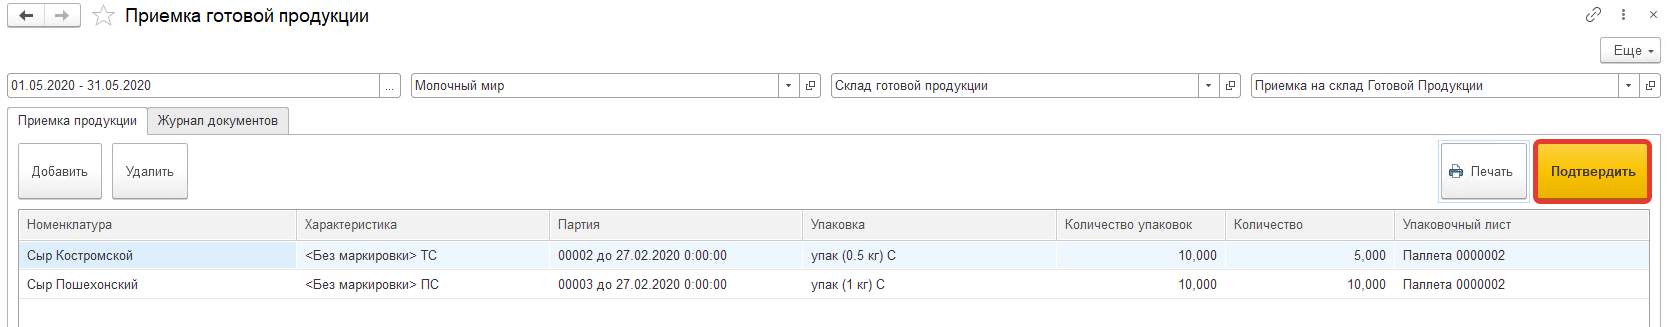 Приемка готовой продукции
Еще
01.05.2020 - 31.05.2020 ... Молочный мир Склад готовой продукции Приемка на склад Готовой Продукции
Приемка продукции Журнал документов
Добавить Удалить Печать Подтвердить
Номенклатура Характеристика Партия Упаковка Количество упаковок Количество Упаковочный лист
Сыр Костромской <Без маркировки> ТС 00002 до 27.02.2020 0:00:00 упак (0.5 кг) С 10,000 5,000 Паллета 0000002
Сыр Пошехонский <Без маркировки> ПС 00003 до 27.02.2020 0:00:00 упак (1 кг) С 10,000 10,000 Паллета 0000002